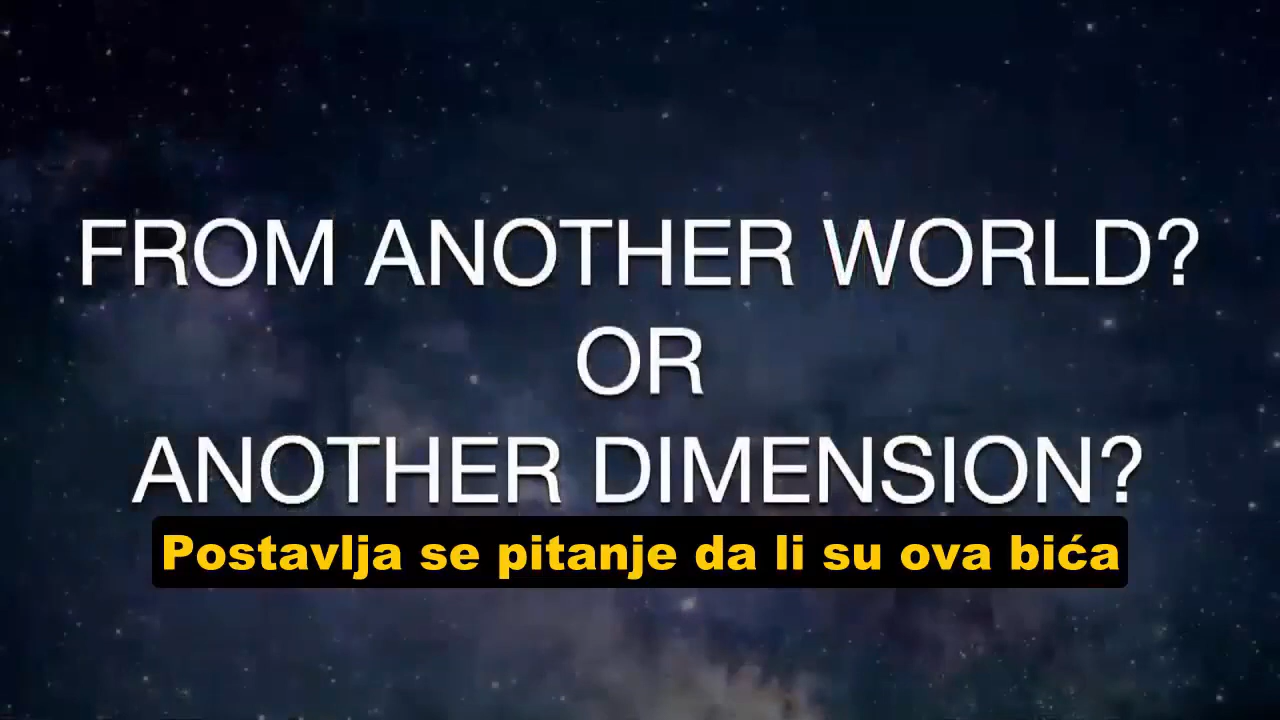 FROM ANOTHER WORLD?
OR
ANOTHER DIMENSION?
Postavlja se pitanje da li su ova bića